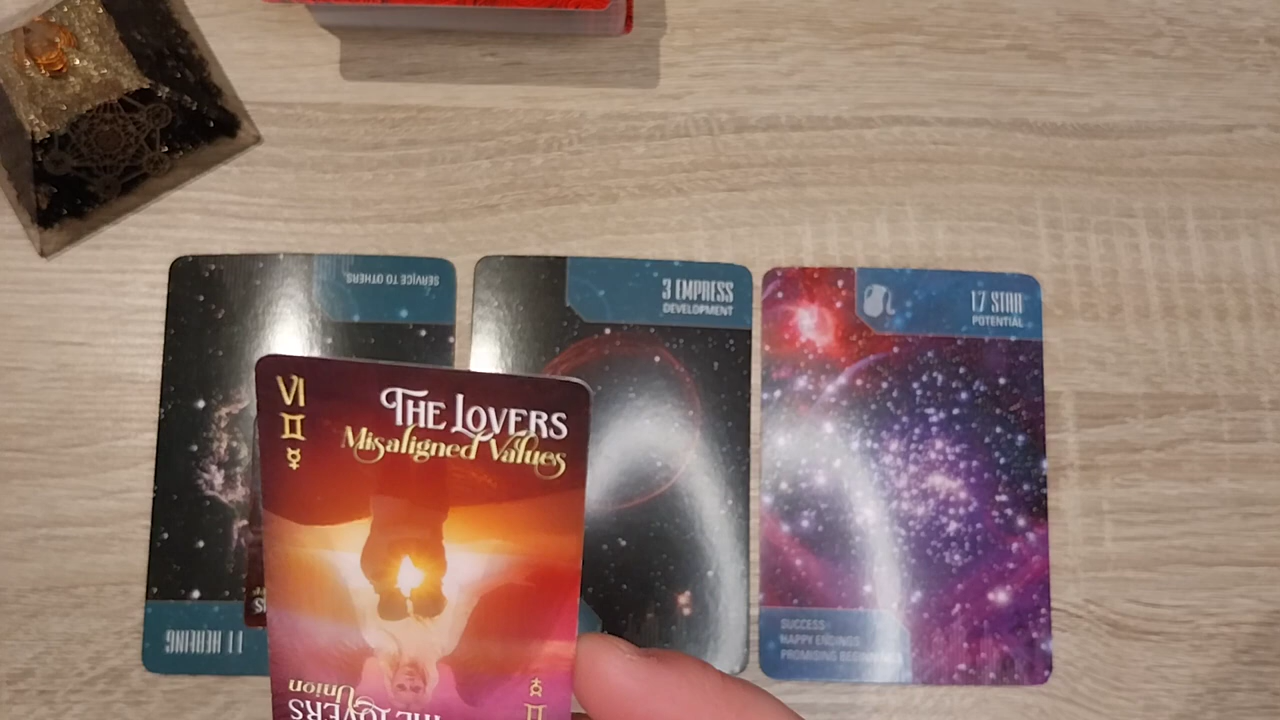 SERVICE TO OTHERS
3 EMPRESS
DEVELOPMENT
17 STAR
POTENTIAL
VI
THE LOVERS
Misaligned Values
SUCCESS
HAPPY ENDINGS
PROMISING BEGINNINGS
11 HEALING
Union
THE LOVERS